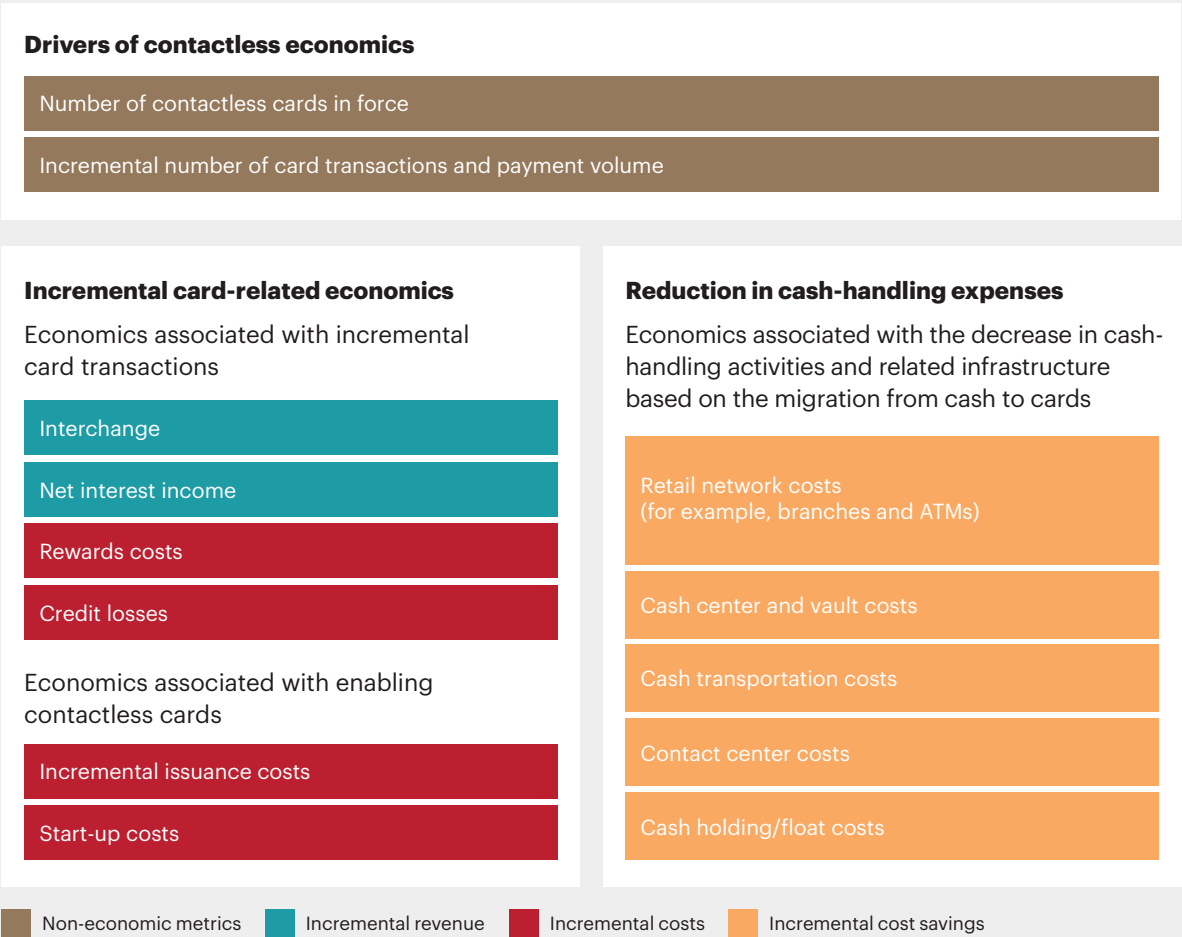 Drivers of contactless economics
Number of contactless cards in force
Incremental number of card transactions and payment volume
Incremental card-related economics
Economics associated with incremental
card transactions
Interchange
Net interest income
Rewards costs
Credit losses
Economics associated with enabling
contactless cards
Incremental issuance costs
Start-up costs
Reduction in cash-handling expenses
Economics associated with the decrease in cash-
handling activities and related infrastructure
based on the migration from cash to cards
Retail network costs
(for example, branches and ATMs)
Cash center and vault costs
Cash transportation costs
Contact center costs
Cash holding/float costs
Non-economic metrics
Incremental revenue
Incremental costs
Incremental cost savings